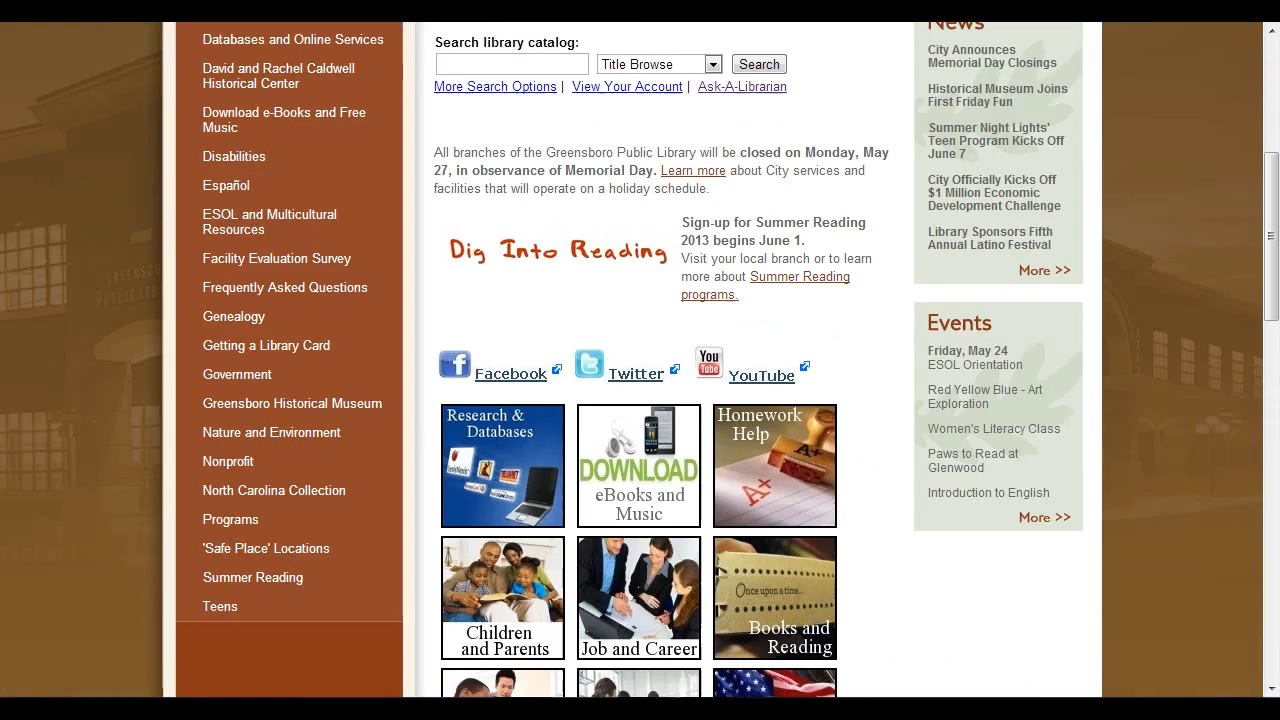 Databases and Online Services
David and Rachel Caldwell
Historical Center
Download e-Books and Free
Music
Disabilities
Español
ESOL and Multicultural
Resources
Facility Evaluation Survey
Frequently Asked Questions
Genealogy
Getting a Library Card
Government
Greensboro Historical Museum
Nature and Environment
Nonprofit
North Carolina Collection
Programs
'Safe Place' Locations
Summer Reading
Teens
Search library catalog:
Title Browse
Search
More Search Options | View Your Account | Ask-A-Librarian
All branches of the Greensboro Public Library will be closed on Monday, May
27, in observance of Memorial Day. Learn more about City services and
facilities that will operate on a holiday schedule.
Dig Into Reading
Sign-up for Summer Reading
2013 begins June 1.
Visit your local branch or to learn
more about Summer Reading
programs.
Facebook
Twitter
You
Tube
YouTube
Research &
Databases
DOWNLOAD
eBooks and
Music
Homework
Help
A+
A+
Children
and Parents
Job and Career
Once upon a time...
Books and
Reading
News
City Announces
Memorial Day Closings
Historical Museum Joins
First Friday Fun
Summer Night Lights'
Teen Program Kicks Off
June 7
City Officially Kicks Off
$1 Million Economic
Development Challenge
Library Sponsors Fifth
Annual Latino Festival
More >>
Events
Friday, May 24
ESOL Orientation
Red Yellow Blue - Art
Exploration
Women's Literacy Class
Paws to Read at
Glenwood
Introduction to English
More >>